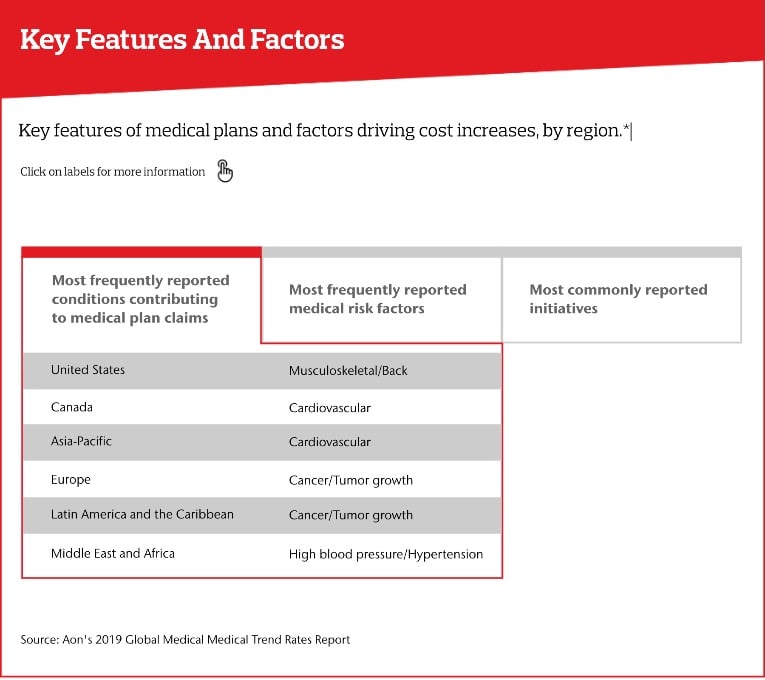 Key Features And Factors
Key features of medical plans and factors driving cost increases, by region.*
Click on labels for more information
Most frequently reported
conditions contributing
to medical plan claims
Most frequently reported
medical risk factors
Most commonly reported
initiatives
United States Musculoskeletal/Back
Canada Cardiovascular
Asia-Pacific Cardiovascular
Europe Cancer/Tumor growth
Latin America and the Caribbean Cancer/Tumor growth
Middle East and Africa High blood pressure/Hypertension
Source: Aon's 2019 Global Medical Medical Trend Rates Report